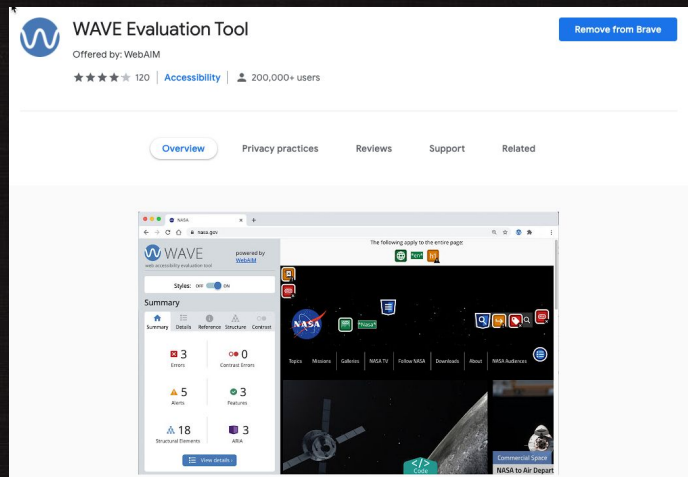 WAVE Evaluation Tool
Remove from Brave
Offered by: WebAIM
120 | Accessibility | 200,000+ users
Overview Privacy practices Reviews Support Related
NASA
nasa.gov
The following apply to the entire page:
WAVE
powered by
WebAIM
web accessibility evaluation tool
*en*
h1
Styles: OFF ON
Summary
Summary Details Reference Structure Contrast
NASA
*Nasa*
3
Errors
0
Contrast Errors
Topics Missions Galleries NASA TV Follow NASA Downloads About NASA Audiences
5
Alerts
3
Features
18
Structural Elements
3
ARIA
View details ›
</>
Code
Commercial Space
NASA to Air Depart